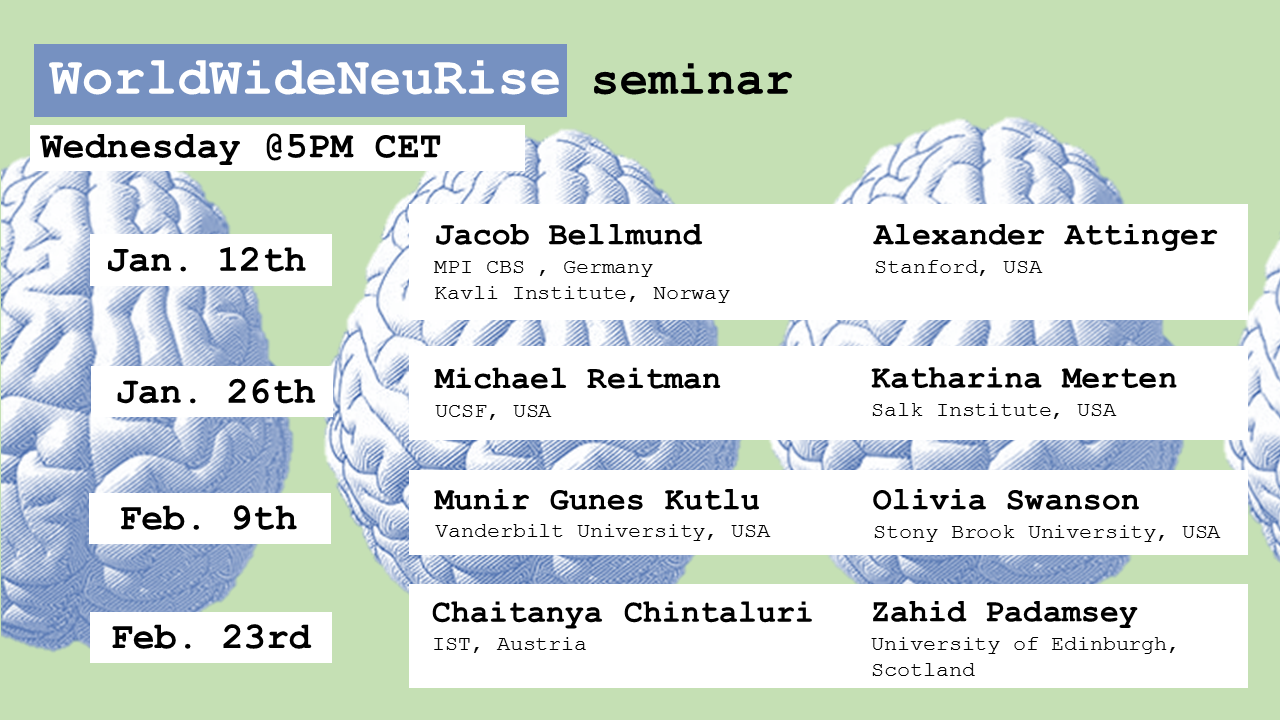 WorldWideNeuRise seminar
Wednesday @5PM CET
Jan. 12th
Jacob Bellmund
MPI CBS , Germany
Kavli Institute, Norway
Alexander Attinger
Stanford, USA
Jan. 26th
Michael Reitman
UCSF, USA
Katharina Merten
Salk Institute, USA
Feb. 9th
Munir Gunes Kutlu
Vanderbilt University, USA
Olivia Swanson
Stony Brook University, USA
Feb. 23rd
Chaitanya Chintaluri
IST, Austria
Zahid Padamsey
University of Edinburgh,
Scotland